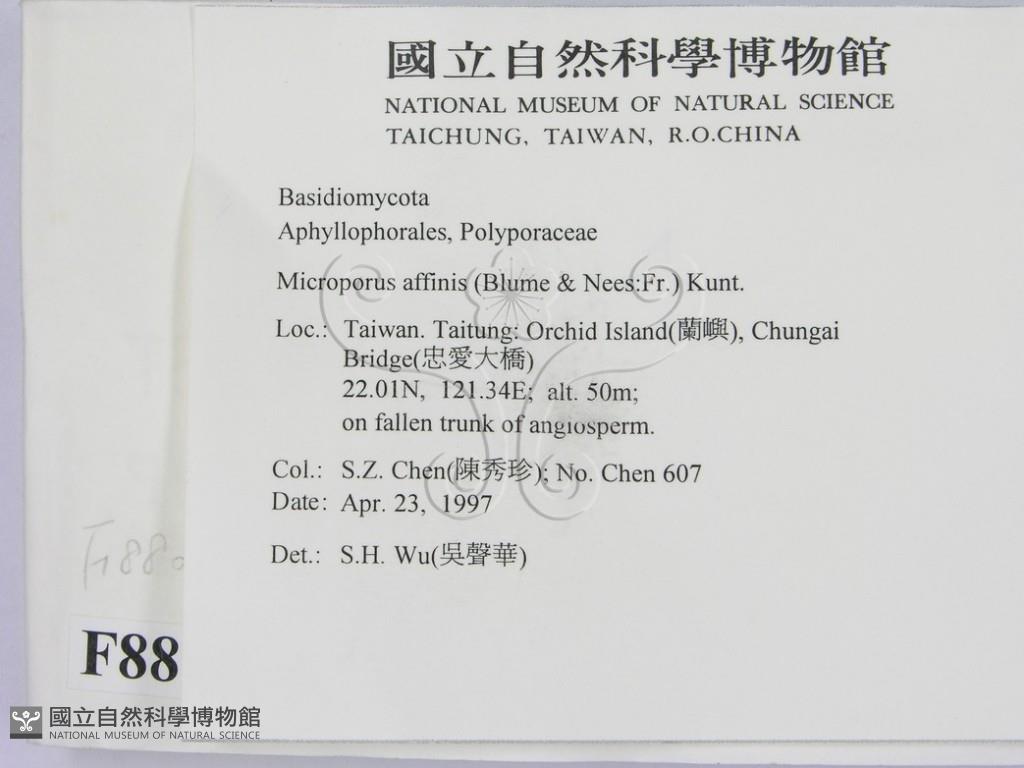 國立自然科學博物館
NATIONAL MUSEUM OF NATURAL SCIENCE
TAICHUNG, TAIWAN, R.O.CHINA
Basidiomycota
Aphyllophorales, Polyporaceae
Microporus affinis (Blume & Nees:Fr.) Kunt.
Loc.: Taiwan. Taitung: Orchid Island(蘭嶼), Chungai
Bridge(忠愛大橋)
22.01N, 121.34E; alt. 50m;
on fallen trunk of angiosperm.
Col.: S.Z. Chen(陳秀珍); No. Chen 607
Date: Apr. 23, 1997
Det.: S.H. Wu(吳聲華)
F88
國立自然科學博物館
NATIONAL MUSEUM OF NATURAL SCIENCE